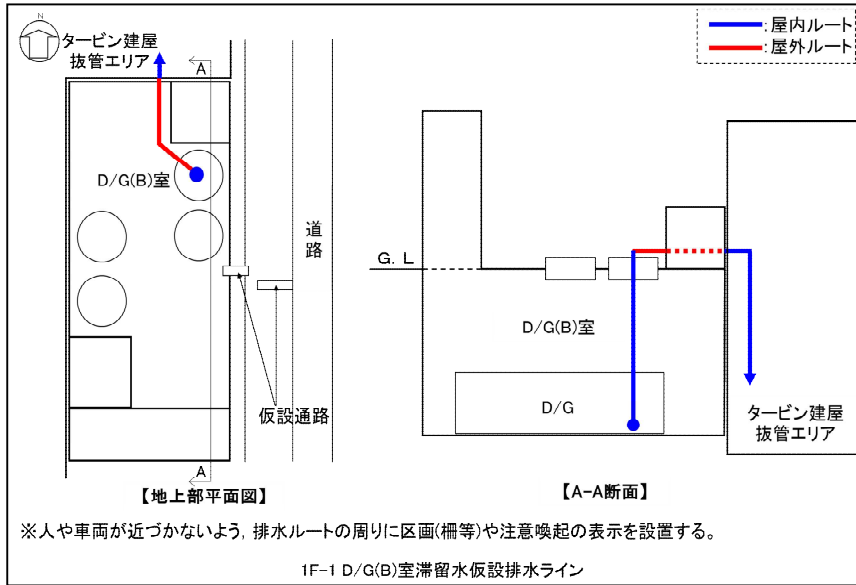 N
タービン建屋
抜管エリア
:屋内ルート
:屋外ルート
A
D/G(B)室
道
路
G. L
D/G(B)室
D/G
仮設通路
タービン建屋
抜管エリア
A
【地上部平面図】
【A-A断面】
※人や車両が近づかないよう, 排水ルートの周りに区画(柵等)や注意喚起の表示を設置する。
1F-1 D/G(B)室滞留水仮設排水ライン